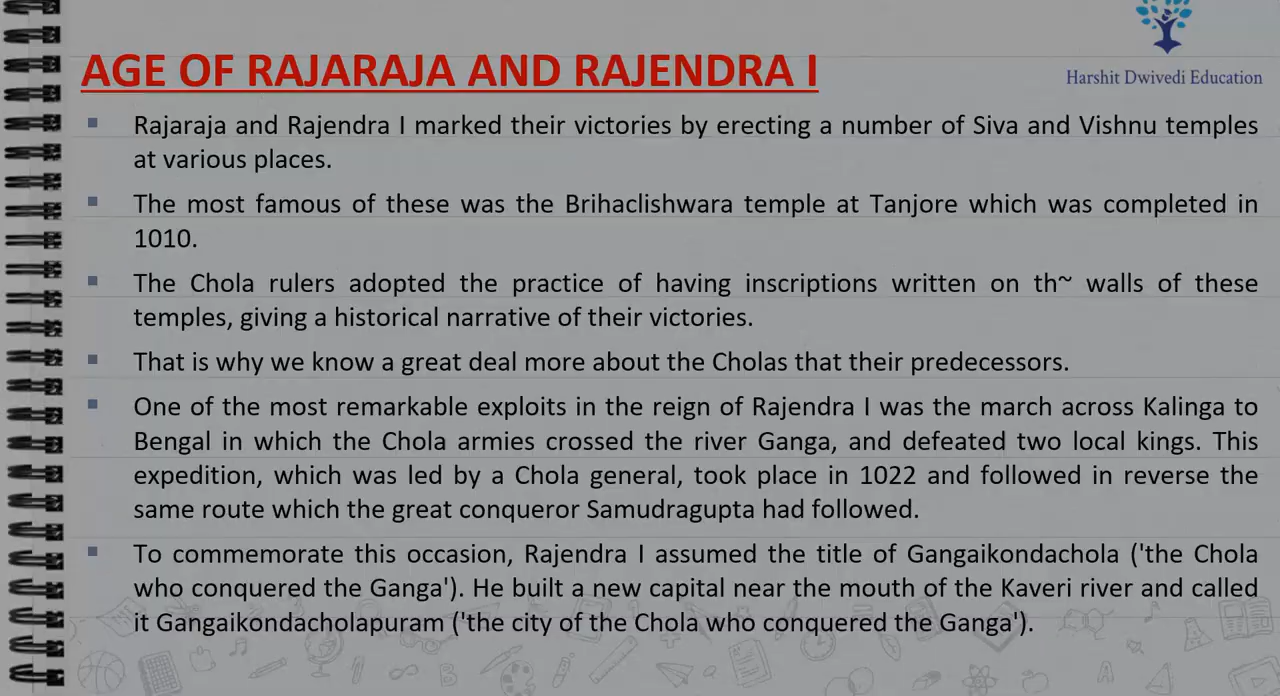 AGE OF RAJARAJA AND RAJENDRA I
Harshit Dwivedi Education
▪ Rajaraja and Rajendra I marked their victories by erecting a number of Siva and Vishnu temples
at various places.
▪ The most famous of these was the Brihaclishwara temple at Tanjore which was completed in
1010.
▪ The Chola rulers adopted the practice of having inscriptions written on th~ walls of these
temples, giving a historical narrative of their victories.
▪ That is why we know a great deal more about the Cholas that their predecessors.
▪ One of the most remarkable exploits in the reign of Rajendra I was the march across Kalinga to
Bengal in which the Chola armies crossed the river Ganga, and defeated two local kings. This
expedition, which was led by a Chola general, took place in 1022 and followed in reverse the
same route which the great conqueror Samudragupta had followed.
▪ To commemorate this occasion, Rajendra I assumed the title of Gangaikondachola ('the Chola
who conquered the Ganga'). He built a new capital near the mouth of the Kaveri river and called
it Gangaikondacholapuram ('the city of the Chola who conquered the Ganga').